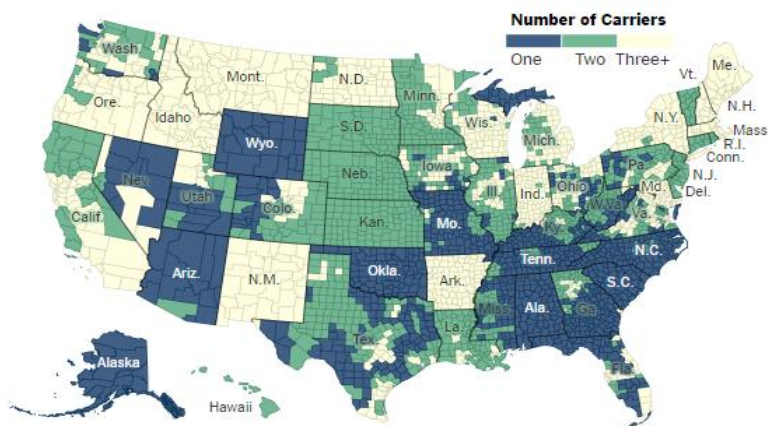 Number of Carriers
One Two Three+
Wash.
Mont.
N.D.
Minn.
Vt.
Me.
Ore.
Idaho
Wis.
N.Y.
N.H.
Mass
R.I.
Conn.
S.D.
Mich.
Wyo.
Iowa
Pa.
N.J.
Neb.
Nev.
Utah
Colo.
Ill.
Ind.
Ohio
Md.
Del.
W.Va.
Va.
Calif.
Kan.
Mo.
Ky.
Ariz.
N.M.
Okla.
Ark.
Tenn.
N.C.
S.C.
Miss.
Ala.
Ga
Tex.
La.
Alaska
Fla.
Hawaii